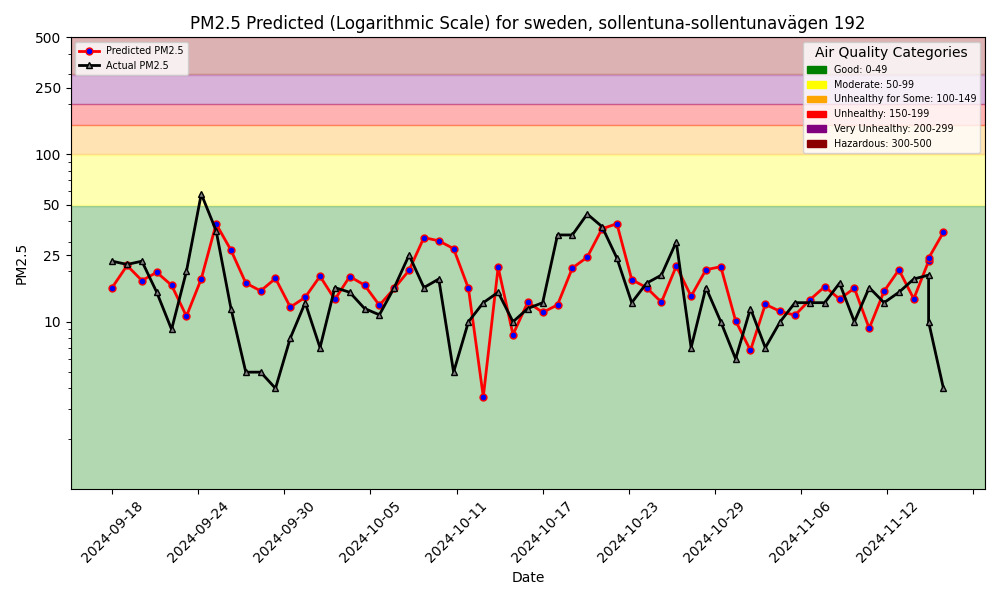 PM2.5 Predicted (Logarithmic Scale) for sweden, sollentuna-sollentunavägen 192
500
250
100
50
25
10
PM2.5
Predicted PM2.5
Actual PM2.5
Air Quality Categories
Good: 0-49
Moderate: 50-99
Unhealthy for Some: 100-149
Unhealthy: 150-199
Very Unhealthy: 200-299
Hazardous: 300-500
2024-09-18
2024-09-24
2024-09-30
2024-10-05
2024-10-11
2024-10-17
2024-10-23
2024-10-29
2024-11-06
2024-11-12
Date